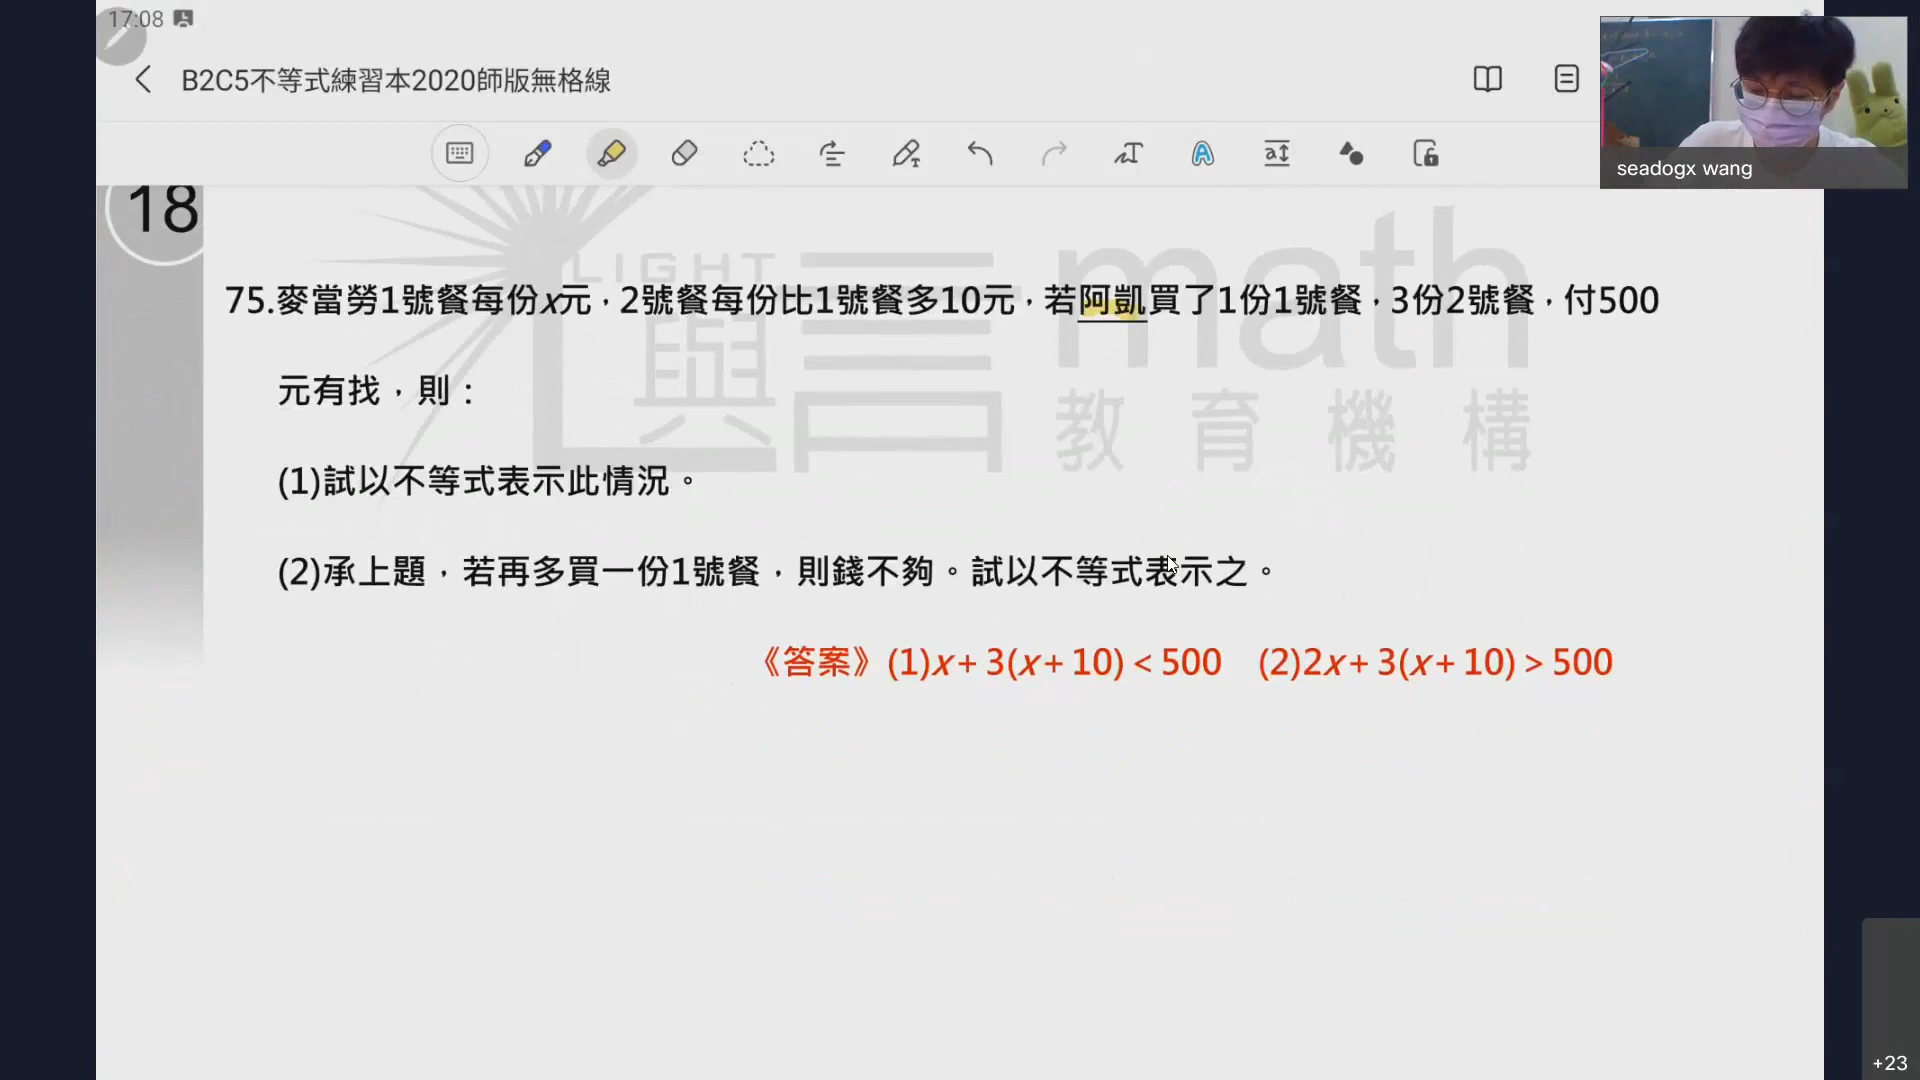 17:08
B2C5不等式練習本2020師版無格線
seadogx wang
18
LIGHT
與言
math
教育機構
75.麥當勞1號餐每份x元，2號餐每份比1號餐多10元，若阿凱買了1份1號餐，3份2號餐，付500
元有找，則：
(1)試以不等式表示此情況。
(2)承上題，若再多買一份1號餐，則錢不夠。試以不等式表示之。
《答案》(1)x+3(x+10)<500 (2)2x+3(x+10)>500
+23